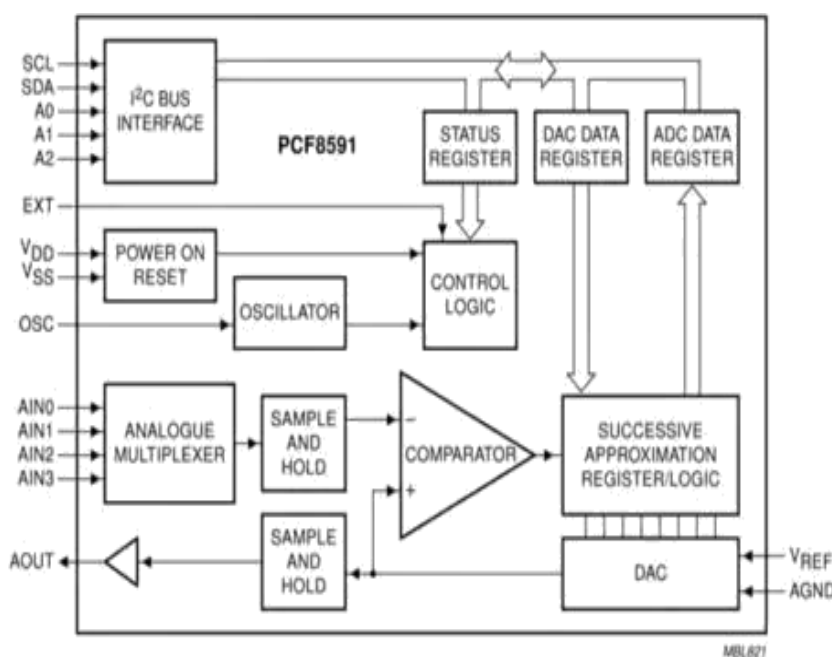 SCL
SDA
A0
A1
A2
I²C BUS
INTERFACE
PCF8591
STATUS
REGISTER
DAC DATA
REGISTER
ADC DATA
REGISTER
EXT
VDD
VSS
POWER ON
RESET
CONTROL
LOGIC
OSC
OSCILLATOR
AIN0
AIN1
AIN2
AIN3
ANALOGUE
MULTIPLEXER
SAMPLE
AND
HOLD
−
COMPARATOR
+
SUCCESSIVE
APPROXIMATION
REGISTER/LOGIC
AOUT
SAMPLE
AND
HOLD
DAC
VREF
AGND
MBL821